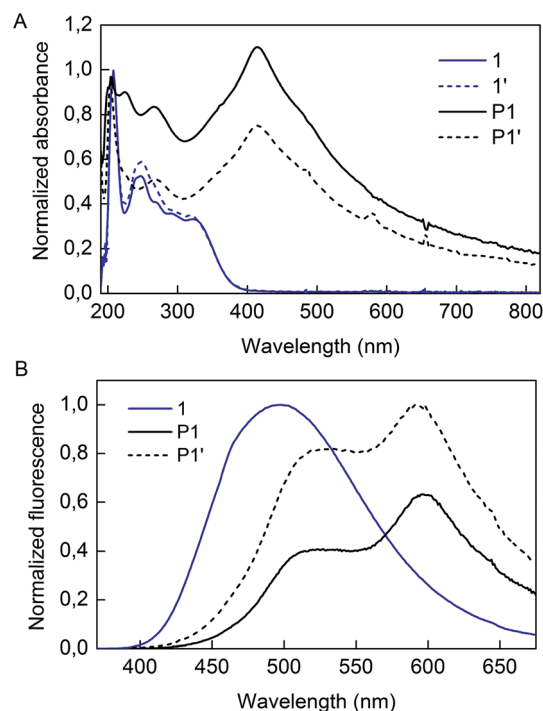 A
1,2
1,0
0,8
0,6
0,4
0,2
0,0
Normalized absorbance
1
1'
P1
P1'
200 300 400 500 600 700 800
Wavelength (nm)
B
1,0
0,8
0,6
0,4
0,2
0,0
Normalized fluorescence
1
P1
P1'
400 450 500 550 600 650
Wavelength (nm)